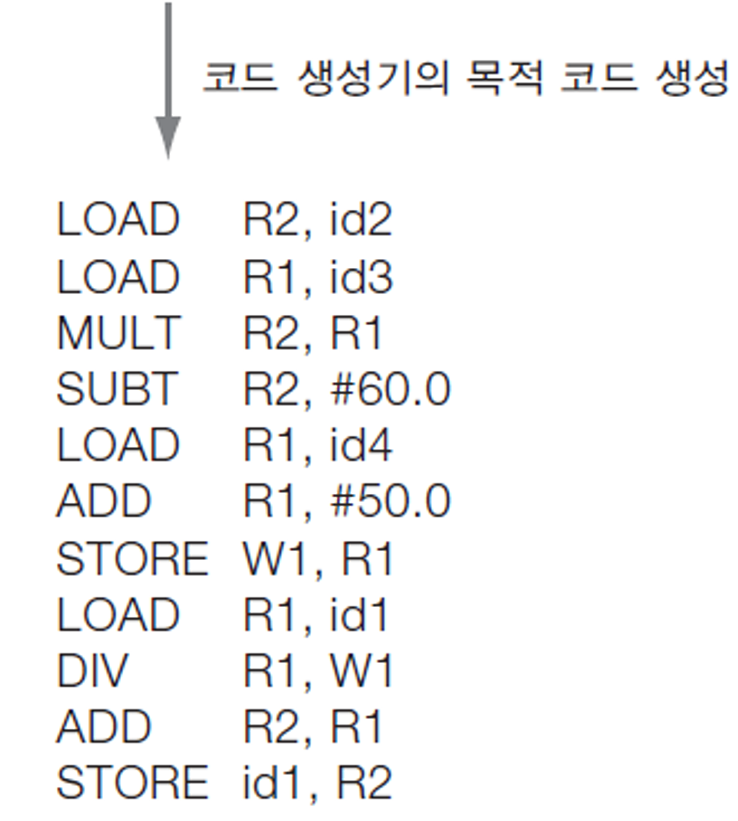 코드 생성기의 목적 코드 생성
LOAD R2, id2
LOAD R1, id3
MULT R2, R1
SUBT R2, #60.0
LOAD R1, id4
ADD R1, #50.0
STORE W1, R1
LOAD R1, id1
DIV R1, W1
ADD R2, R1
STORE id1, R2